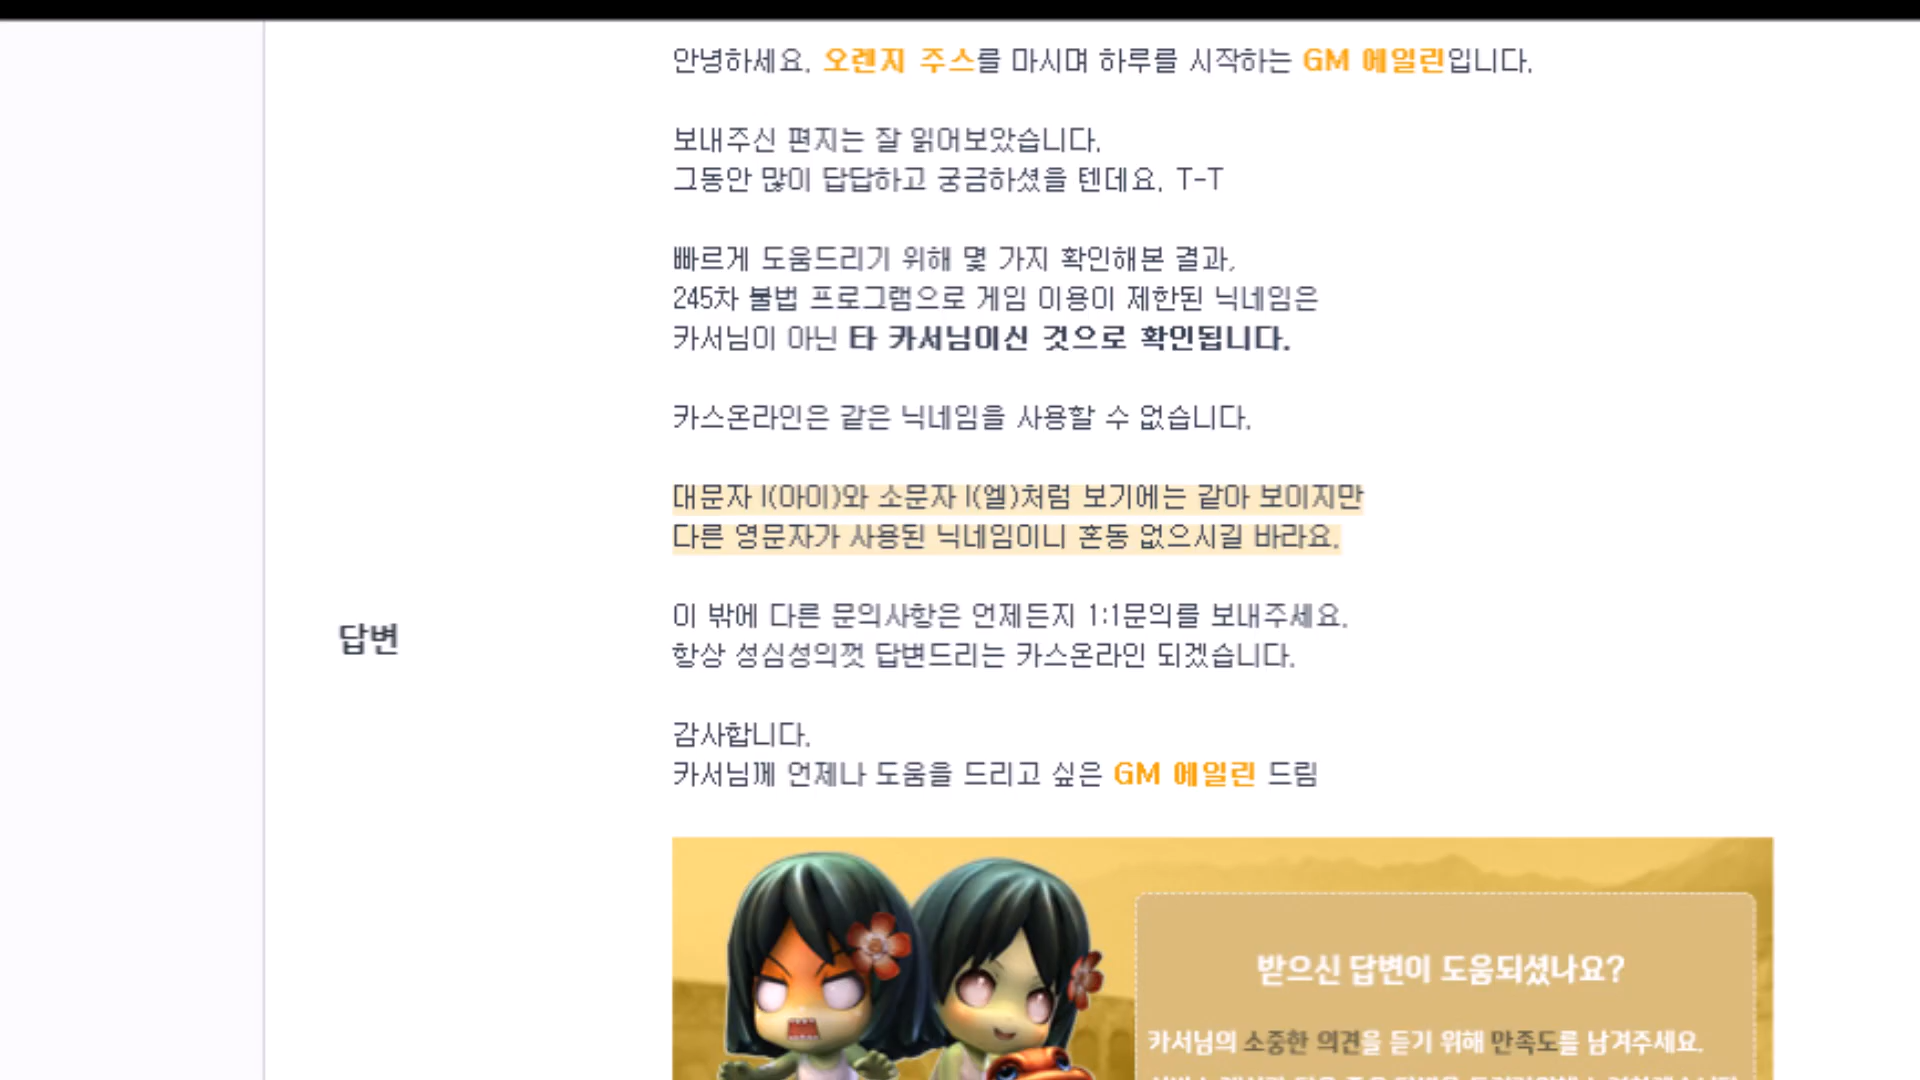 안녕하세요. 오렌지 주스를 마시며 하루를 시작하는 GM 에일린입니다.
보내주신 편지는 잘 읽어보았습니다.
그동안 많이 답답하고 궁금하셨을 텐데요. T-T
빠르게 도움드리기 위해 몇 가지 확인해본 결과,
245차 불법 프로그램으로 게임 이용이 제한된 닉네임은
카서님이 아닌 타 카서님이신 것으로 확인됩니다.
카스온라인은 같은 닉네임을 사용할 수 없습니다.
대문자 I(아이)와 소문자 l(엘)처럼 보기에는 같아 보이지만
다른 영문자가 사용된 닉네임이니 혼동 없으시길 바라요.
답변
이 밖에 다른 문의사항은 언제든지 1:1문의를 보내주세요.
항상 성심성의껏 답변드리는 카스온라인 되겠습니다.
감사합니다.
카서님께 언제나 도움을 드리고 싶은 GM 에일린 드림
받으신 답변이 도움되셨나요?
카서님의 소중한 의견을 듣기 위해 만족도를 남겨주세요.